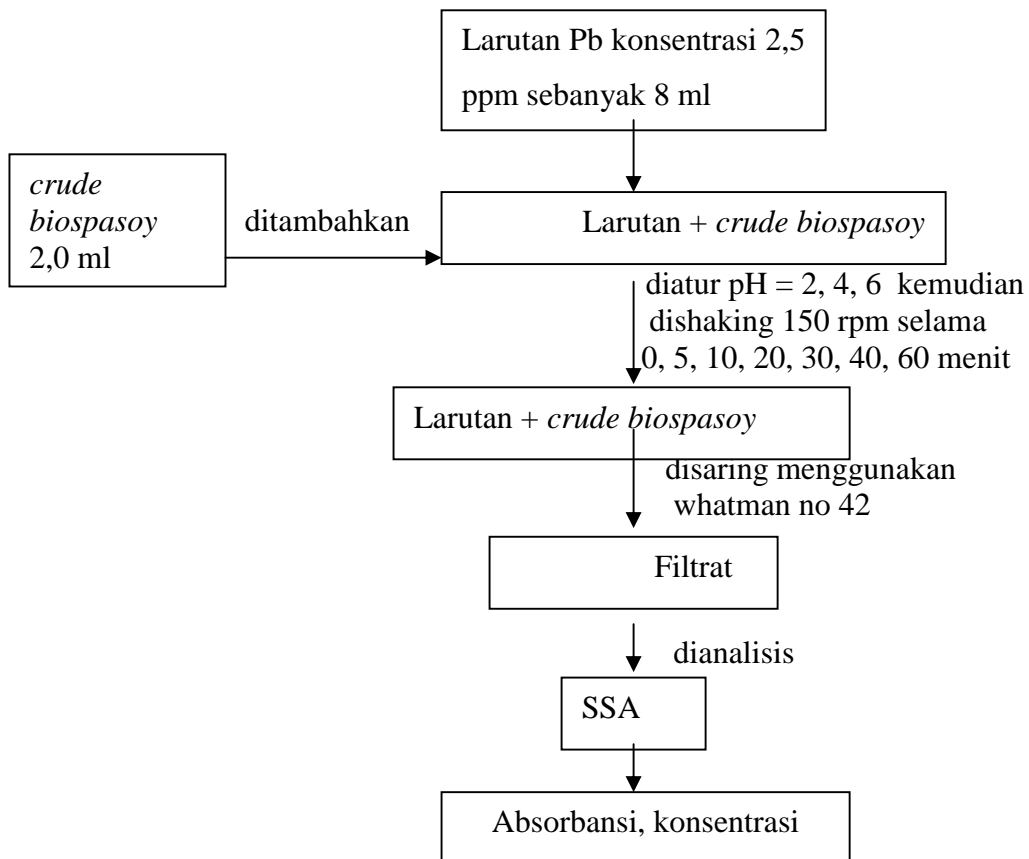 Larutan Pb konsentrasi 2,5
ppm sebanyak 8 ml
crude
biospasoy
2,0 ml
ditambahkan
Larutan + crude biospasoy
diatur pH = 2, 4, 6 kemudian
dishaking 150 rpm selama
0, 5, 10, 20, 30, 40, 60 menit
Larutan + crude biospasoy
disaring menggunakan
whatman no 42
Filtrat
dianalisis
SSA
Absorbansi, konsentrasi